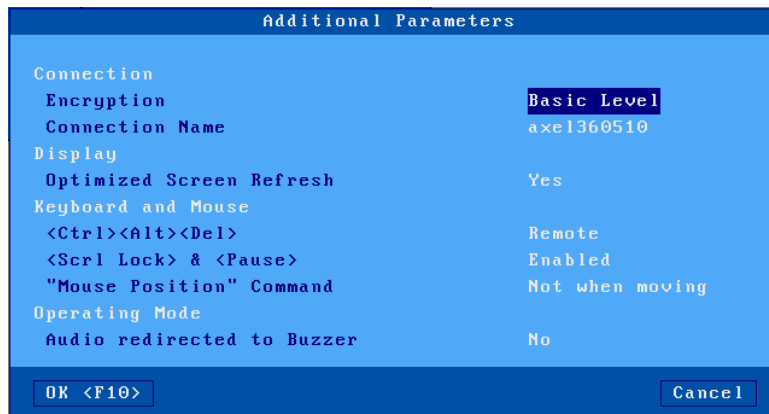 Additional Parameters
Connection
Encryption Basic Level
Connection Name axel360510
Display
Optimized Screen Refresh Yes
Keyboard and Mouse
<Ctrl><Alt><Del> Remote
<Scrl Lock> & <Pause> Enabled
"Mouse Position" Command Not when moving
Operating Mode
Audio redirected to Buzzer No
OK <F10> Cancel